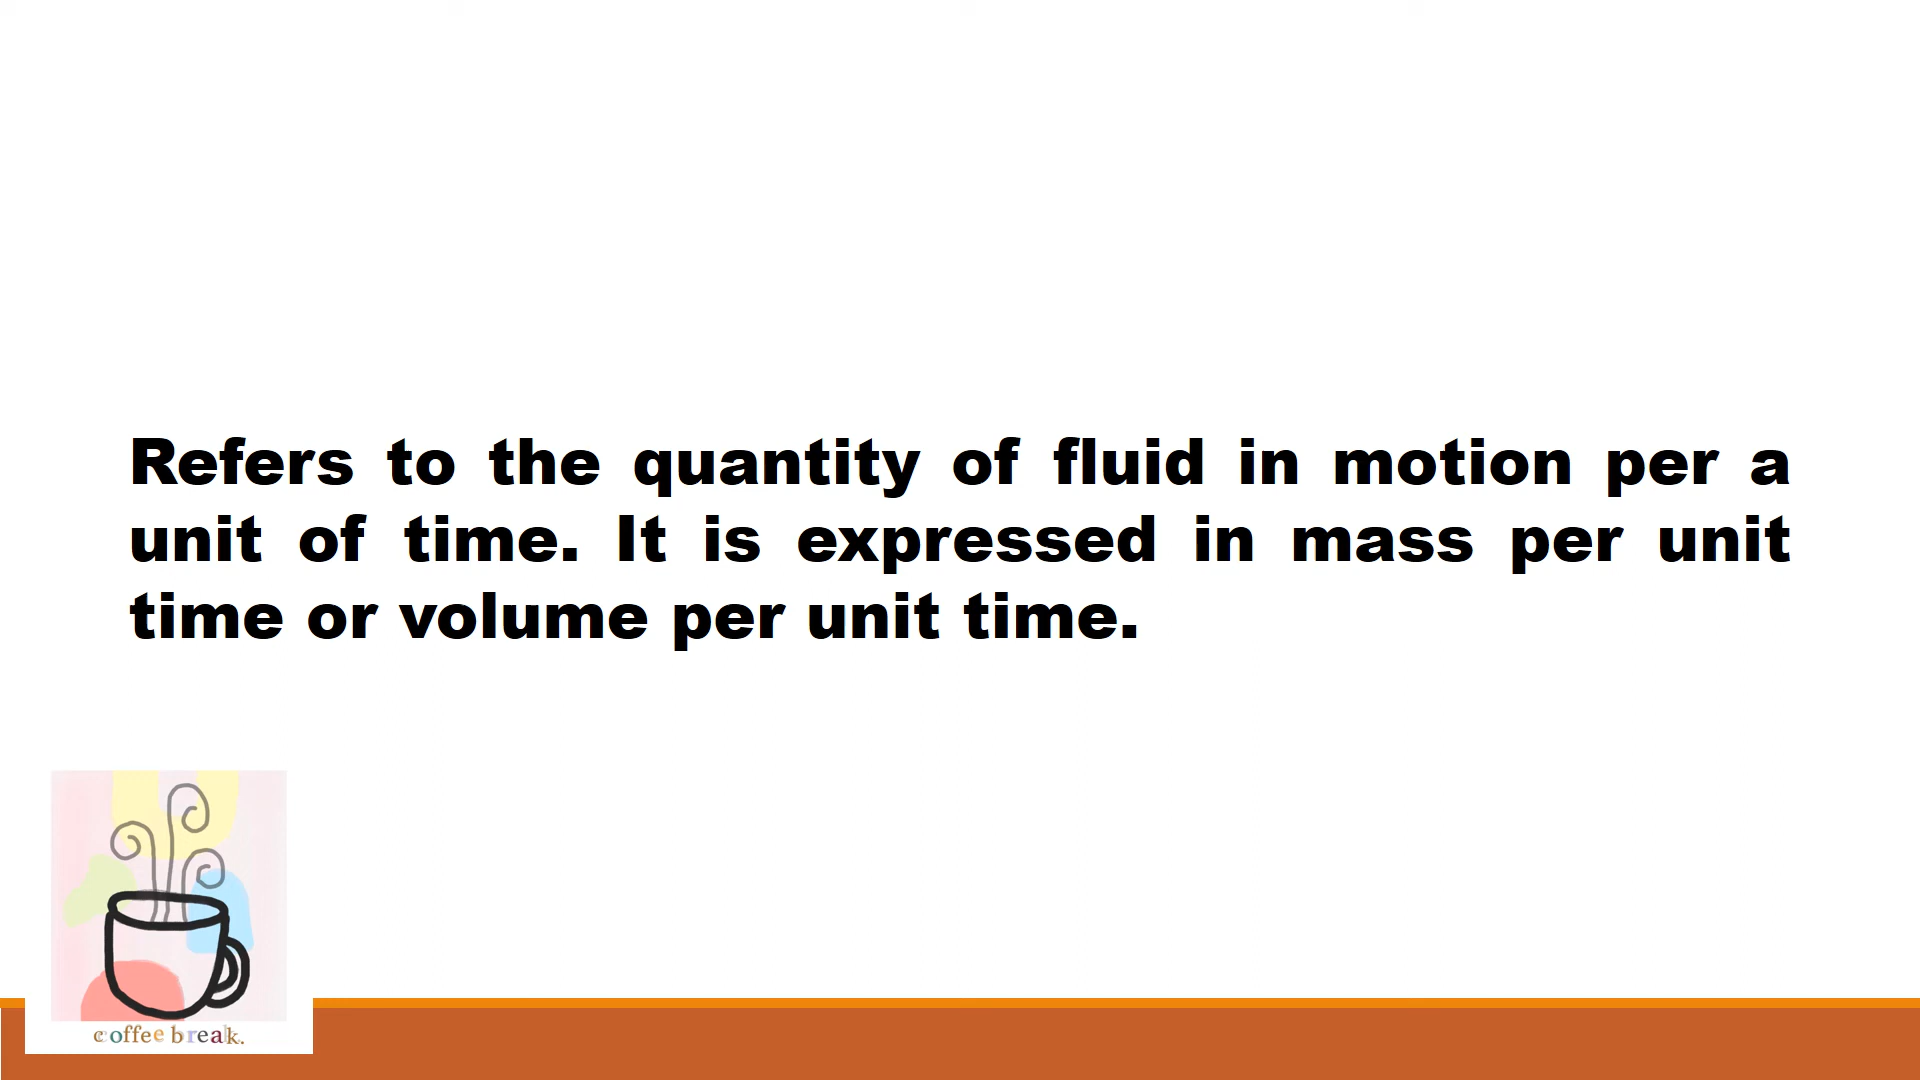 Refers to the quantity of fluid in motion per a
unit of time. It is expressed in mass per unit
time or volume per unit time.
coffee break.